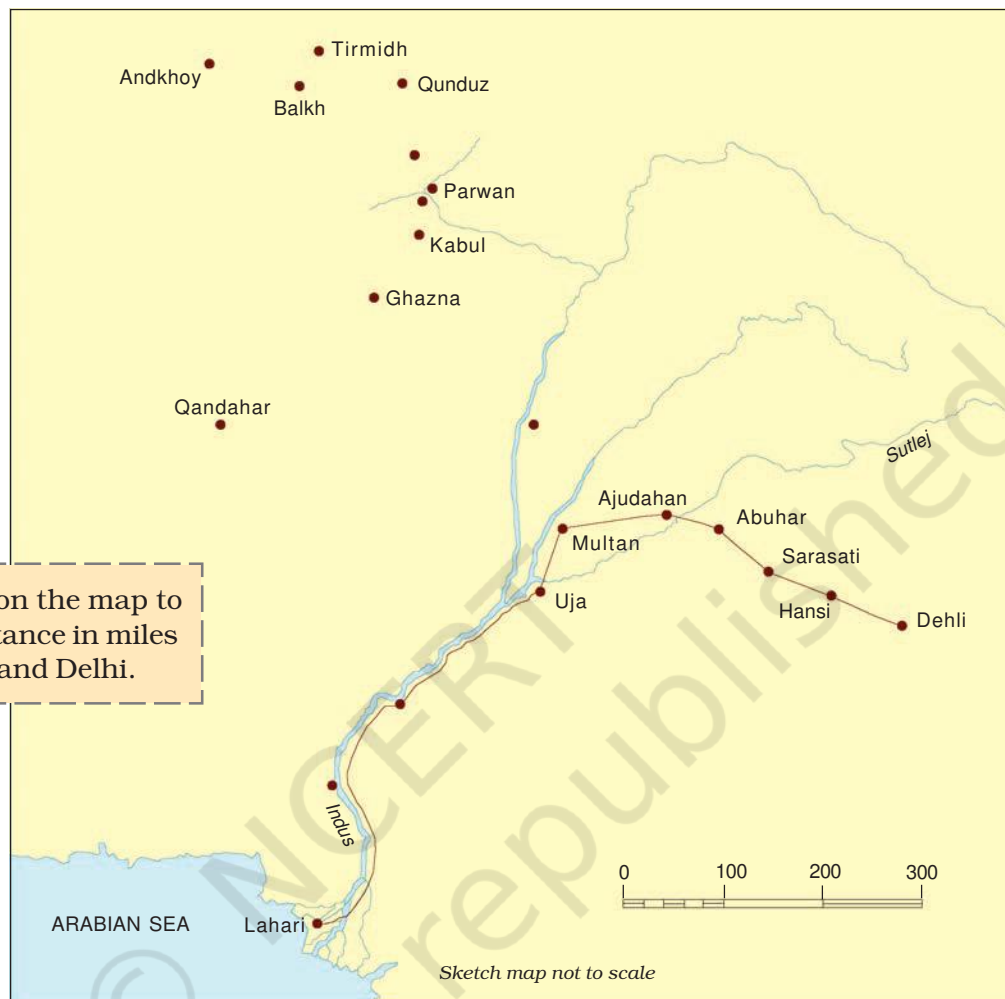 Tirmidh
Andkhoy
Balkh
Qunduz
Parwan
Kabul
Ghazna
Qandahar
Sutlej
Ajudahan
Abuhar
Multan
Sarasati
Uja
Hansi
Dehli
on the map to
tance in miles
and Delhi.
Indus
0 100 200 300
ARABIAN SEA
Lahari
Sketch map not to scale
© NCERT
republished